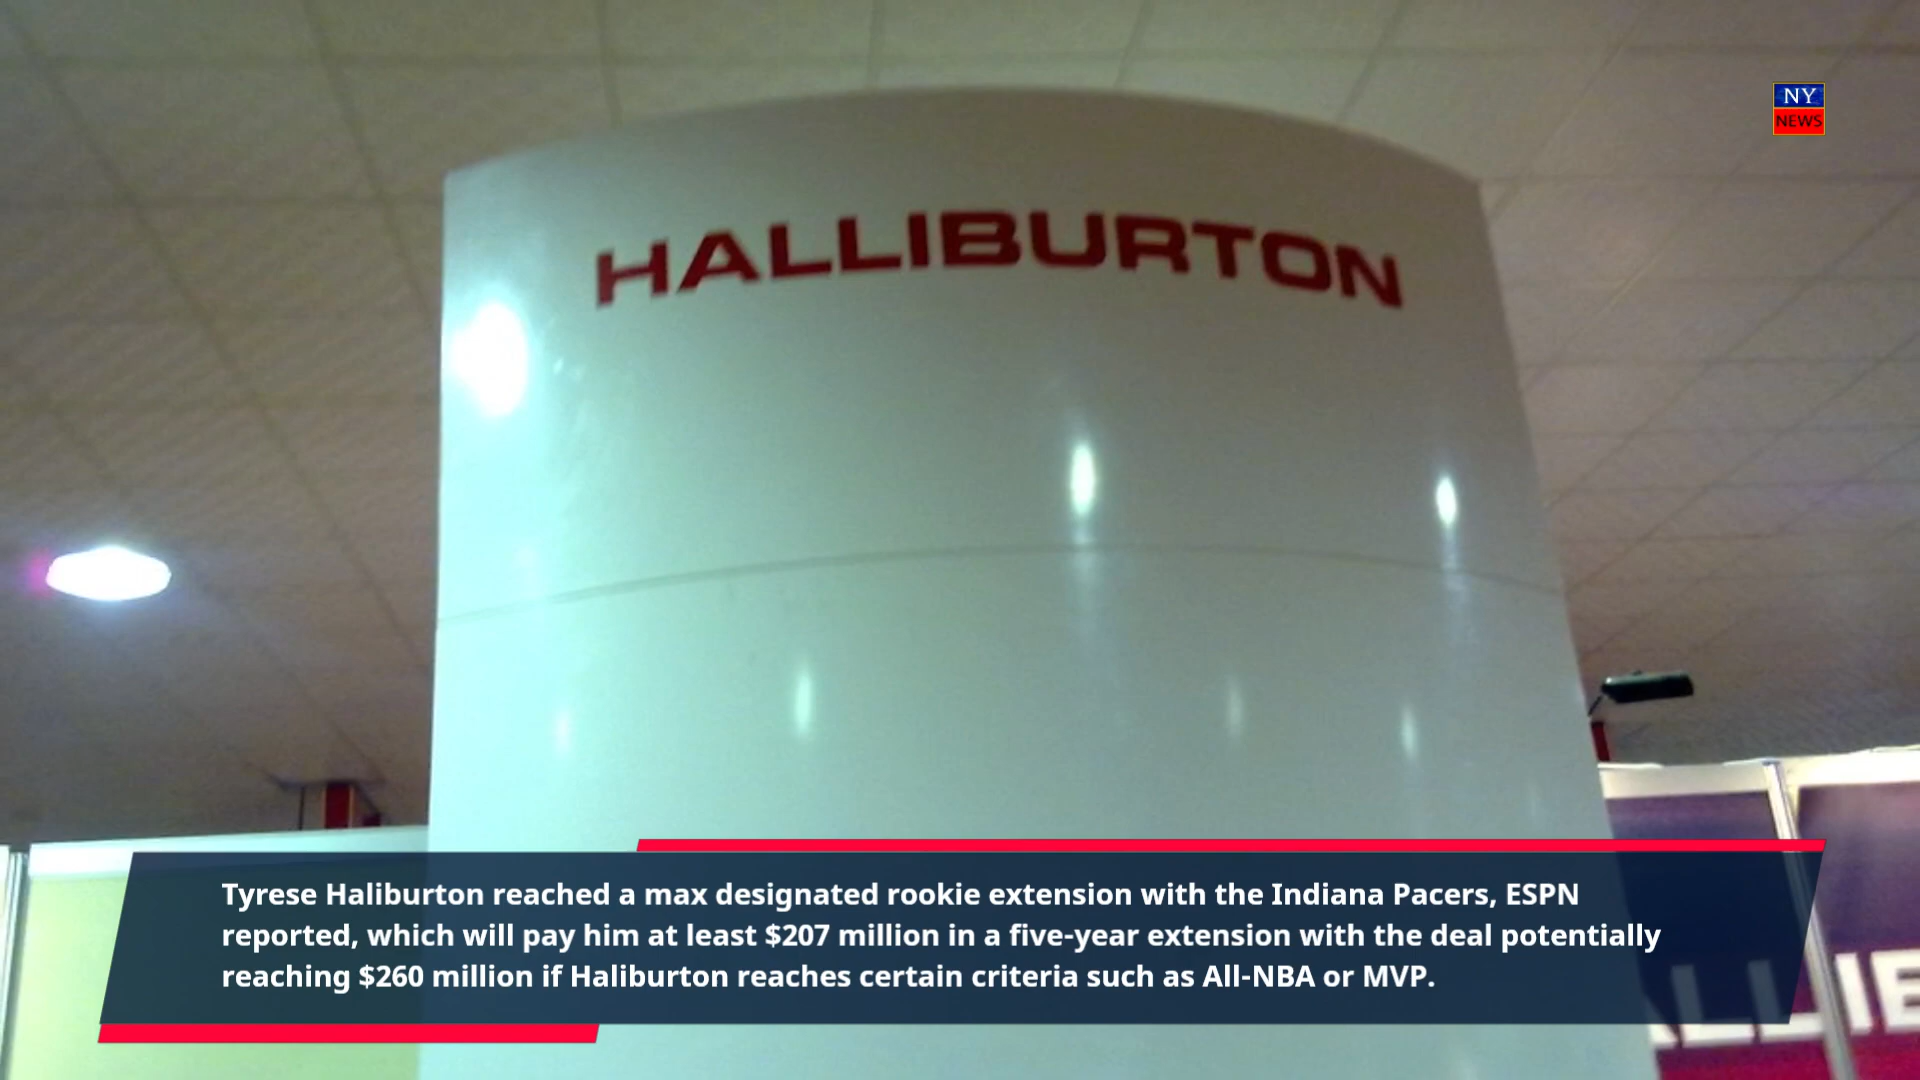 NY
NEWS
HALLIBURTON
ALLIB
Tyrese Haliburton reached a max designated rookie extension with the Indiana Pacers, ESPN
reported, which will pay him at least $207 million in a five-year extension with the deal potentially
reaching $260 million if Haliburton reaches certain criteria such as All-NBA or MVP.